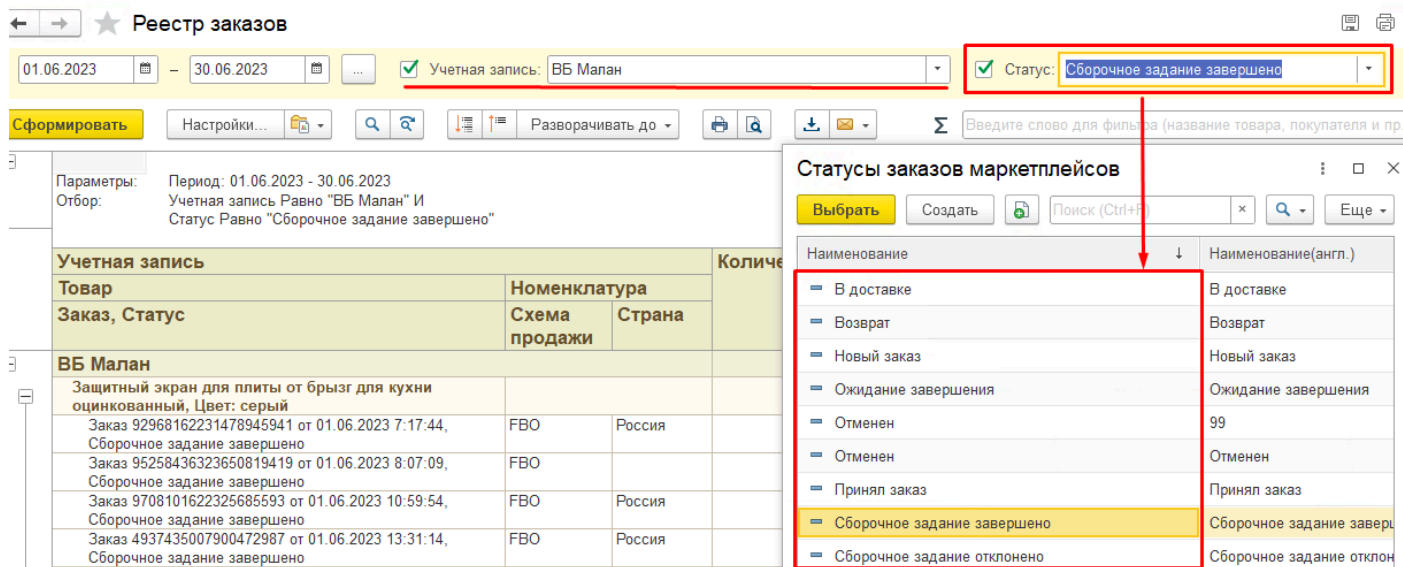 Реестр заказов
01.06.2023 – 30.06.2023 ... Учетная запись: ВБ Малан Статус: Сборочное задание завершено
Сформировать Настройки... Разворачивать до Σ Введите слово для фильтра (название товара, покупателя и пр.
Параметры: Период: 01.06.2023 - 30.06.2023
Отбор: Учетная запись Равно "ВБ Малан" И
Статус Равно "Сборочное задание завершено"
Учетная запись Количе
Товар Номенклатура
Заказ, Статус Схема продажи Страна
ВБ Малан
Защитный экран для плиты от брызг для кухни
оцинкованный, Цвет: серый
Заказ 92968162231478945941 от 01.06.2023 7:17:44, FBO Россия
Сборочное задание завершено
Заказ 95258436323650819419 от 01.06.2023 8:07:09, FBO
Сборочное задание завершено
Заказ 9708101622325685593 от 01.06.2023 10:59:54, FBO Россия
Сборочное задание завершено
Заказ 4937435007900472987 от 01.06.2023 13:31:14, FBO Россия
Сборочное задание завершено
Статусы заказов маркетплейсов
Выбрать Создать Поиск (Ctrl+F) Еще
Наименование Наименование(англ.)
В доставке В доставке
Возврат Возврат
Новый заказ Новый заказ
Ожидание завершения Ожидание завершения
Отменен 99
Отменен Отменен
Принял заказ Принял заказ
Сборочное задание завершено Сборочное задание заверш
Сборочное задание отклонено Сборочное задание отклон